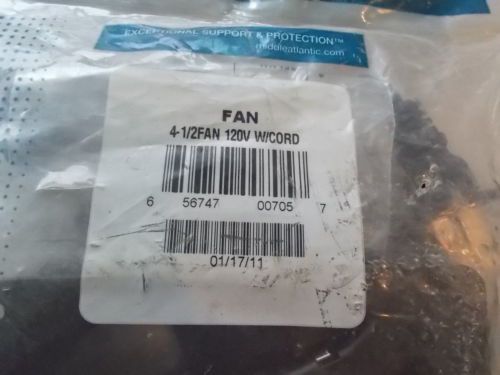 EXCEPTIONAL SUPPORT & PROTECTION™
middleatlantic.com
FAN
4-1/2FAN 120V W/CORD
6 56747 00705 7
01/17/11